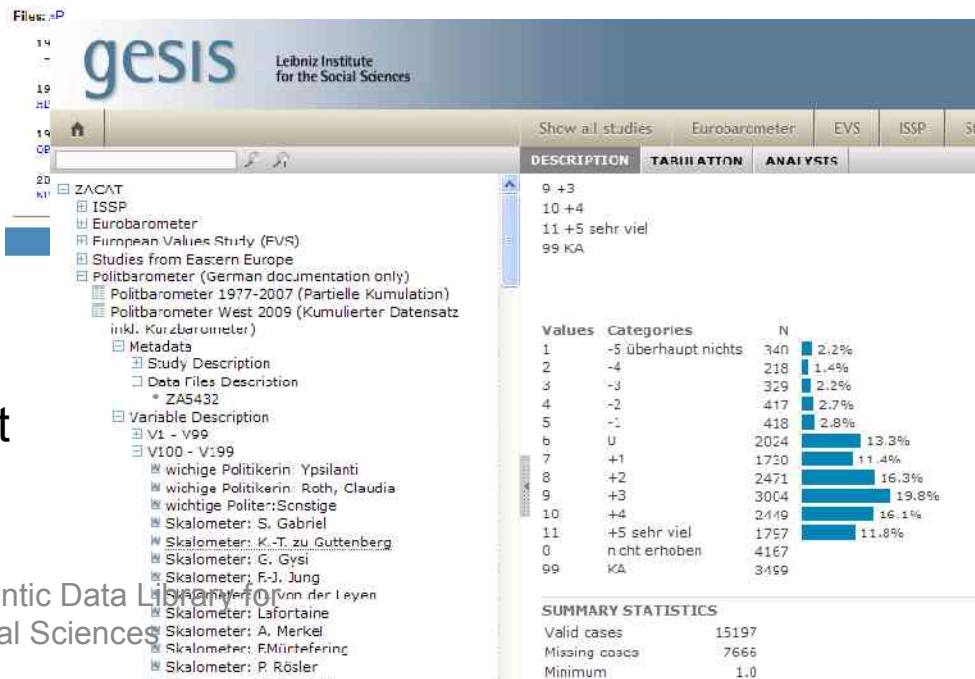 Files: »P
gesis
Leibniz Institute
for the Social Sciences
Show all studies Eurobarometer EVS ISSP St
DESCRIPTION TABULATION ANALYSIS
ZACAT
ISSP
Eurobarometer
European Values Study (EVS)
Studies from Eastern Europe
Politbarometer (German documentation only)
Politbarometer 1977-2007 (Partielle Kumulation)
Politbarometer West 2009 (Kumulierter Datensatz
inkl. Kurzbarometer)
Metadata
Study Description
Data Files Description
ZA5432
Variable Description
V1 - V99
V100 - V199
wichige Politikerin: Ypsilanti
wichige Politikerin: Roth, Claudia
wichtige Politer:Sonstige
Skalometer: S. Gabriel
Skalometer: K.-T. zu Guttenberg
Skalometer: G. Gysi
Skalometer: F.-J. Jung
Skalometer: von der Leyen
Skalometer: Lafontaine
Skalometer: A. Merkel
Skalometer: F.Müntefering
Skalometer: P. Rösler
9 +3
10 +4
11 +5 sehr viel
99 KA
Values Categories N
1 -5 überhaupt nichts 340 2.2%
2 -4 218 1.4%
3 -3 329 2.2%
4 -2 417 2.7%
5 -1 418 2.8%
6 0 2024 13.3%
7 +1 1730 11.4%
8 +2 2471 16.3%
9 +3 3004 19.8%
10 +4 2449 16.1%
11 +5 sehr viel 1797 11.8%
0 nicht erhoben 4167
99 KA 3499
SUMMARY STATISTICS
Valid cases 15197
Missing cases 7666
Minimum 1.0
t
ntic Data Library for
al Sciences